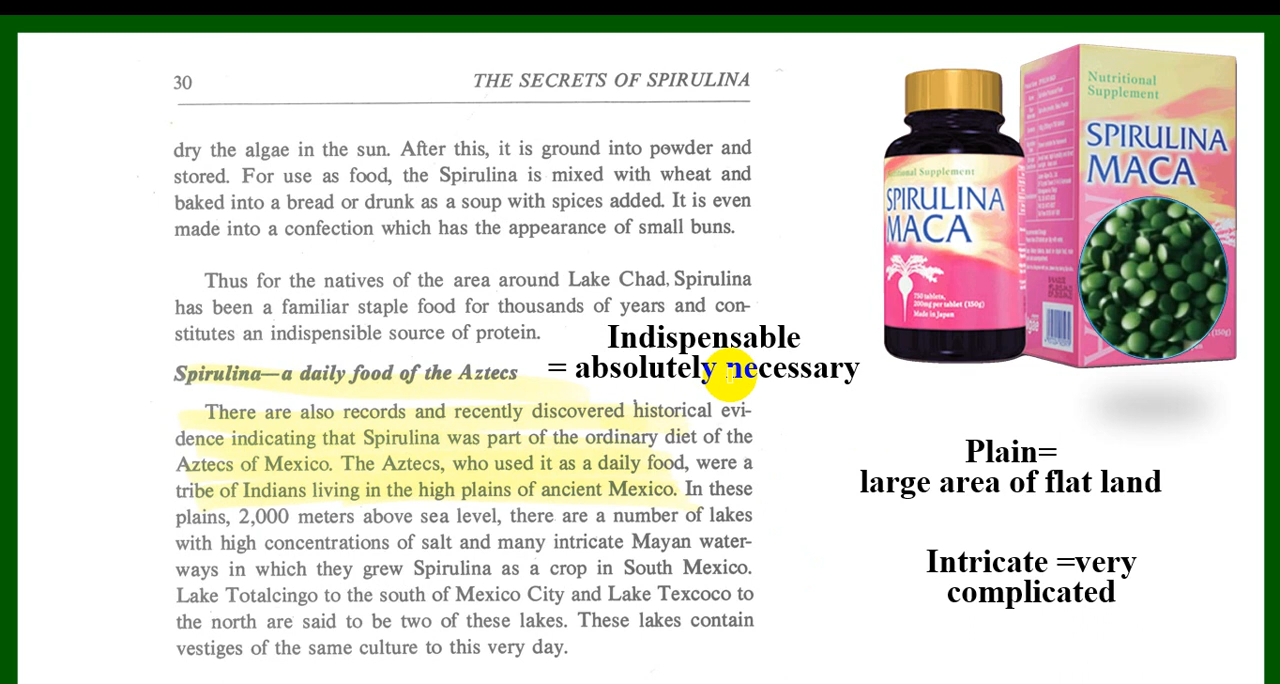 30
THE SECRETS OF SPIRULINA
dry the algae in the sun. After this, it is ground into powder and
stored. For use as food, the Spirulina is mixed with wheat and
baked into a bread or drunk as a soup with spices added. It is even
made into a confection which has the appearance of small buns.
Thus for the natives of the area around Lake Chad, Spirulina
has been a familiar staple food for thousands of years and con-
stitutes an indispensible source of protein.
Indispensable
= absolutely necessary
Spirulina—a daily food of the Aztecs
There are also records and recently discovered historical evi-
dence indicating that Spirulina was part of the ordinary diet of the
Aztecs of Mexico. The Aztecs, who used it as a daily food, were a
tribe of Indians living in the high plains of ancient Mexico. In these
plains, 2,000 meters above sea level, there are a number of lakes
with high concentrations of salt and many intricate Mayan water-
ways in which they grew Spirulina as a crop in South Mexico.
Lake Totalcingo to the south of Mexico City and Lake Texcoco to
the north are said to be two of these lakes. These lakes contain
vestiges of the same culture to this very day.
Nutritional Supplement
SPIRULINA
MACA
750 tablets,
200mg per tablet (150g)
Made in Japan
Nutritional
Supplement
SPIRULINA
MACA
Plain=
large area of flat land
Intricate =very
complicated